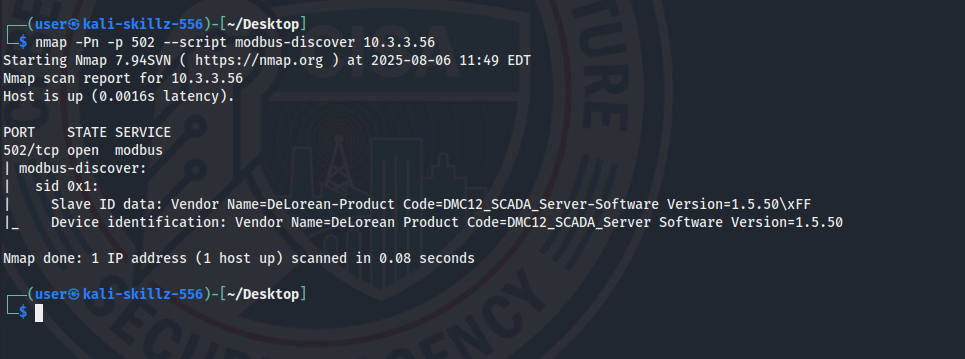 ┌──(user㉿kali-skillz-556)-[~/Desktop]
└─$ nmap -Pn -p 502 --script modbus-discover 10.3.3.56
Starting Nmap 7.94SVN ( https://nmap.org ) at 2025-08-06 11:49 EDT
Nmap scan report for 10.3.3.56
Host is up (0.0016s latency).
PORT    STATE SERVICE
502/tcp open  modbus
| modbus-discover:
|   sid 0x1:
|     Slave ID data: Vendor Name=DeLorean-Product Code=DMC12_SCADA_Server-Software Version=1.5.50\xFF
|_    Device identification: Vendor Name=DeLorean Product Code=DMC12_SCADA_Server Software Version=1.5.50
Nmap done: 1 IP address (1 host up) scanned in 0.08 seconds
┌──(user㉿kali-skillz-556)-[~/Desktop]
└─$